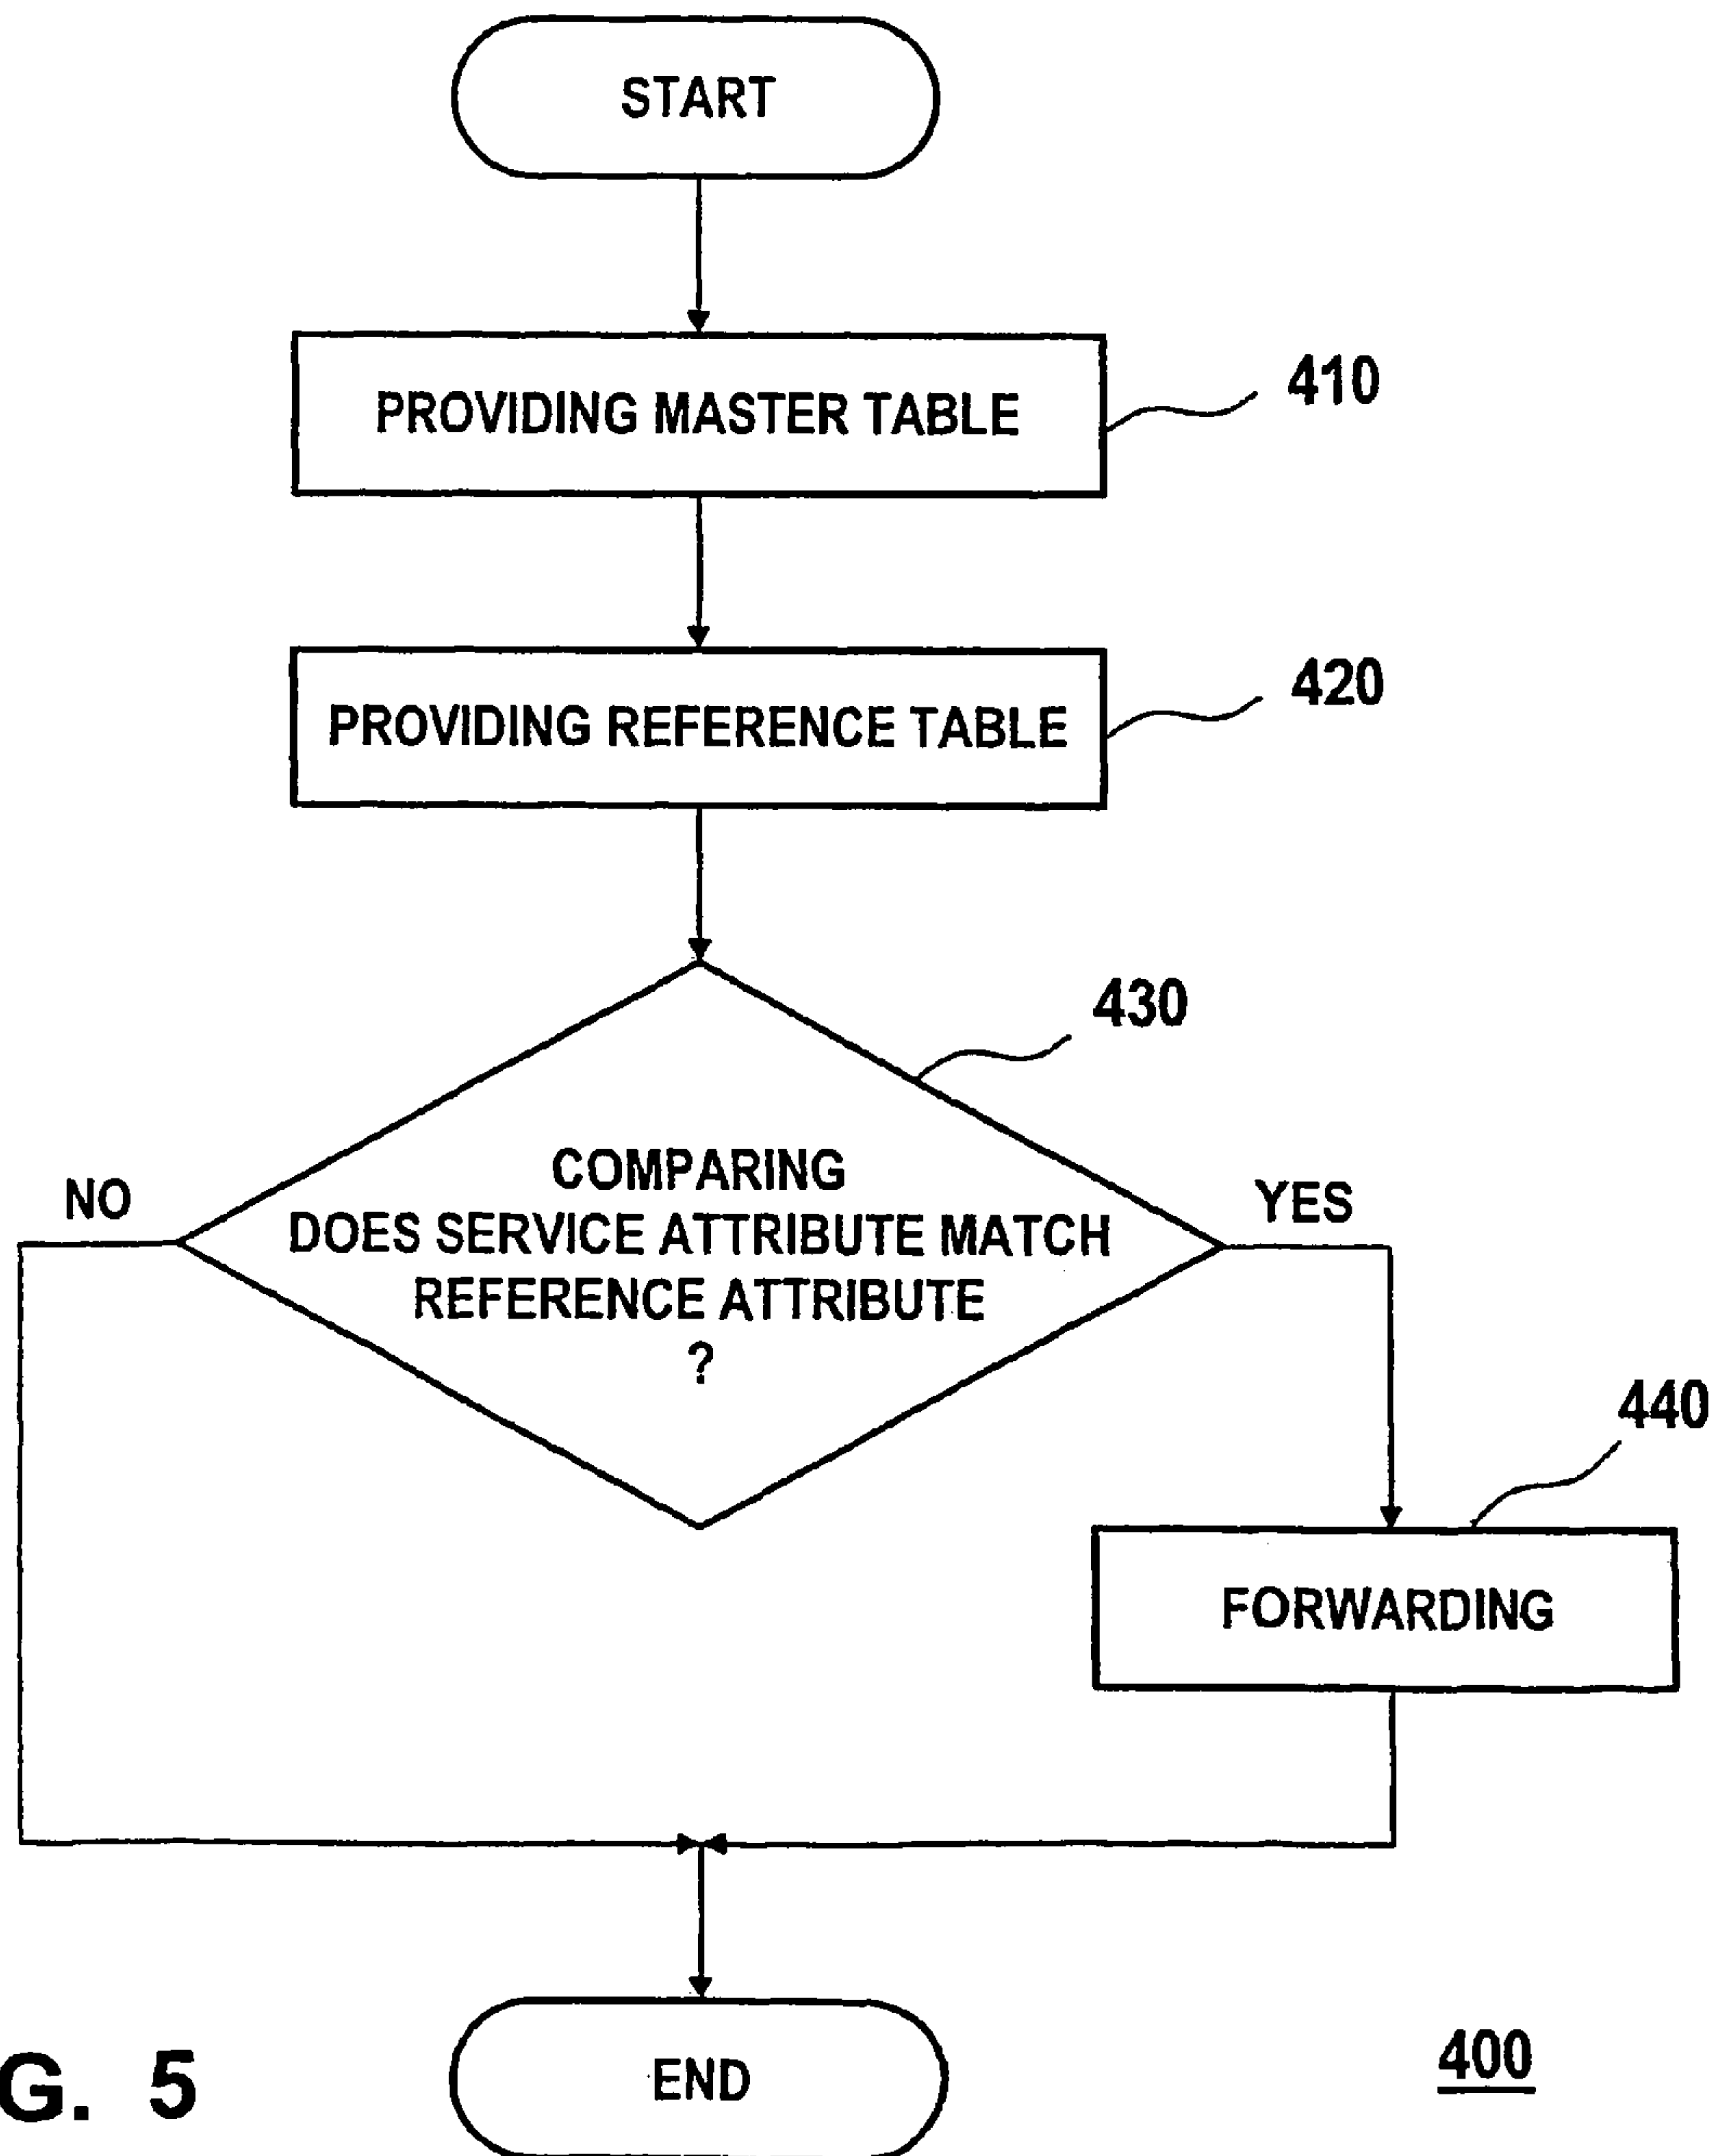 START
PROVIDING MASTER TABLE
410
PROVIDING REFERENCE TABLE
420
430
COMPARING
DOES SERVICE ATTRIBUTE MATCH
REFERENCE ATTRIBUTE
?
NO
YES
440
FORWARDING
END
G. 5
400